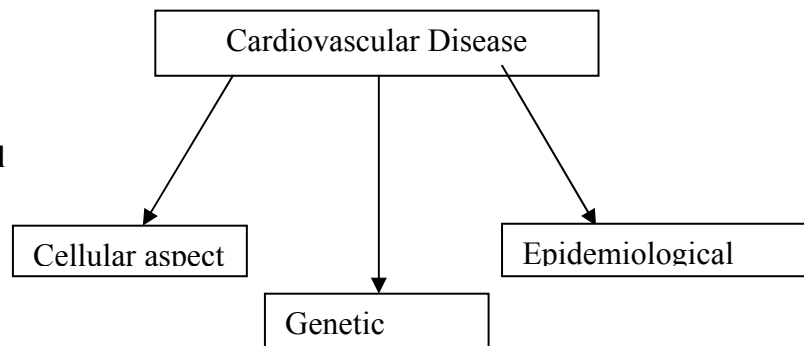 Cardiovascular Disease
Cellular aspect
Epidemiological
Genetic